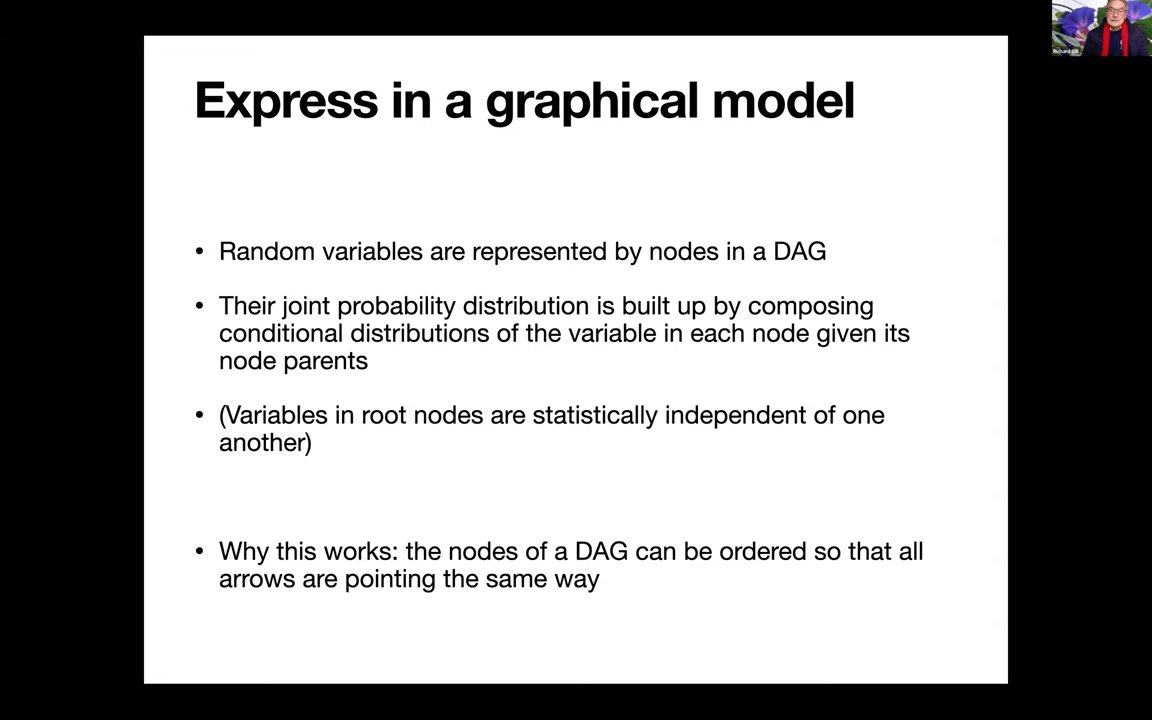 Express in a graphical model
• Random variables are represented by nodes in a DAG
• Their joint probability distribution is built up by composing
conditional distributions of the variable in each node given its
node parents
• (Variables in root nodes are statistically independent of one
another)
• Why this works: the nodes of a DAG can be ordered so that all
arrows are pointing the same way
Richard Gill